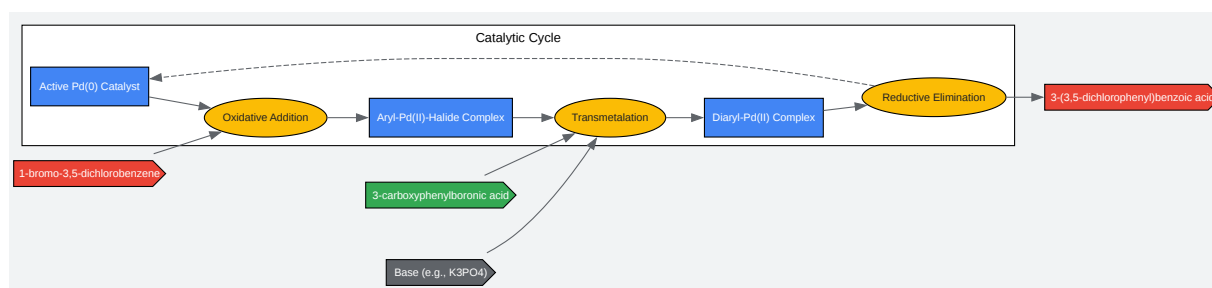 Catalytic Cycle
Active Pd(0) Catalyst
Oxidative Addition
Aryl-Pd(II)-Halide Complex
Transmetalation
Diaryl-Pd(II) Complex
Reductive Elimination
3-(3,5-dichlorophenyl)benzoic acid
1-bromo-3,5-dichlorobenzene
3-carboxyphenylboronic acid
Base (e.g., K3PO4)